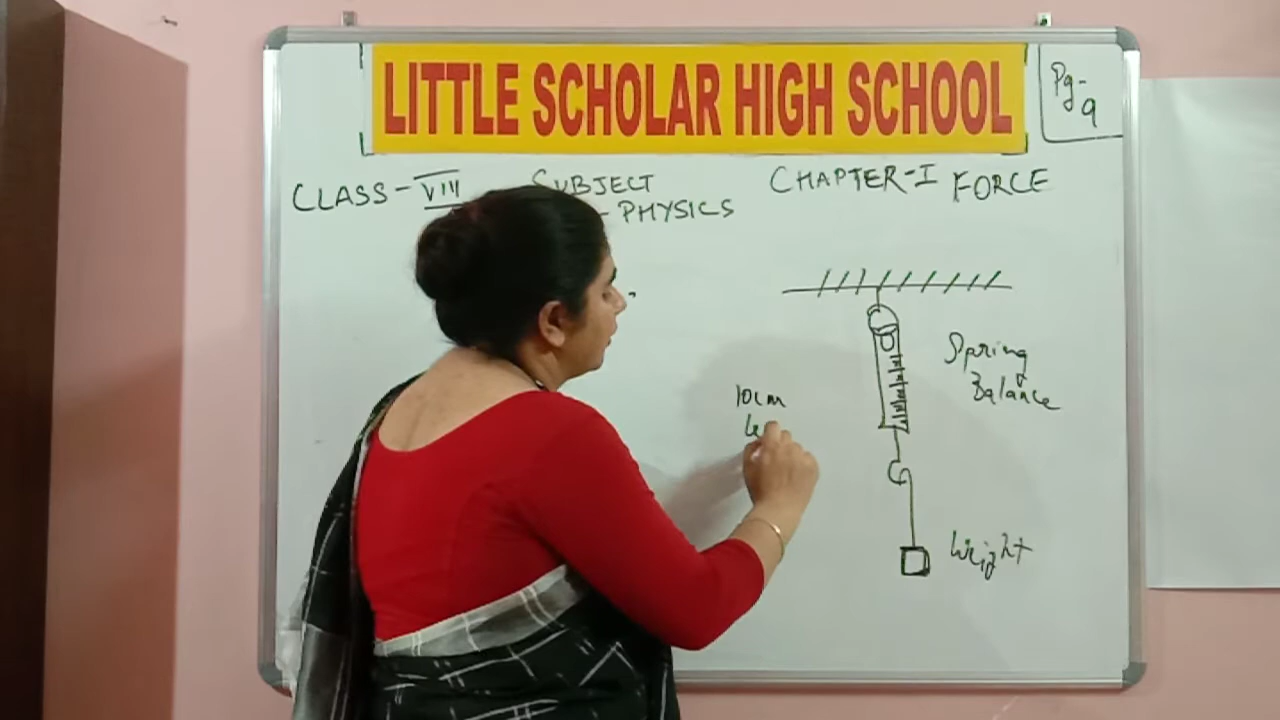 LITTLE SCHOLAR HIGH SCHOOL
Pg-
9
CLASS- VIII SUBJECT
- PHYSICS
CHAPTER-I FORCE
Spring
Balance
10cm
Weight